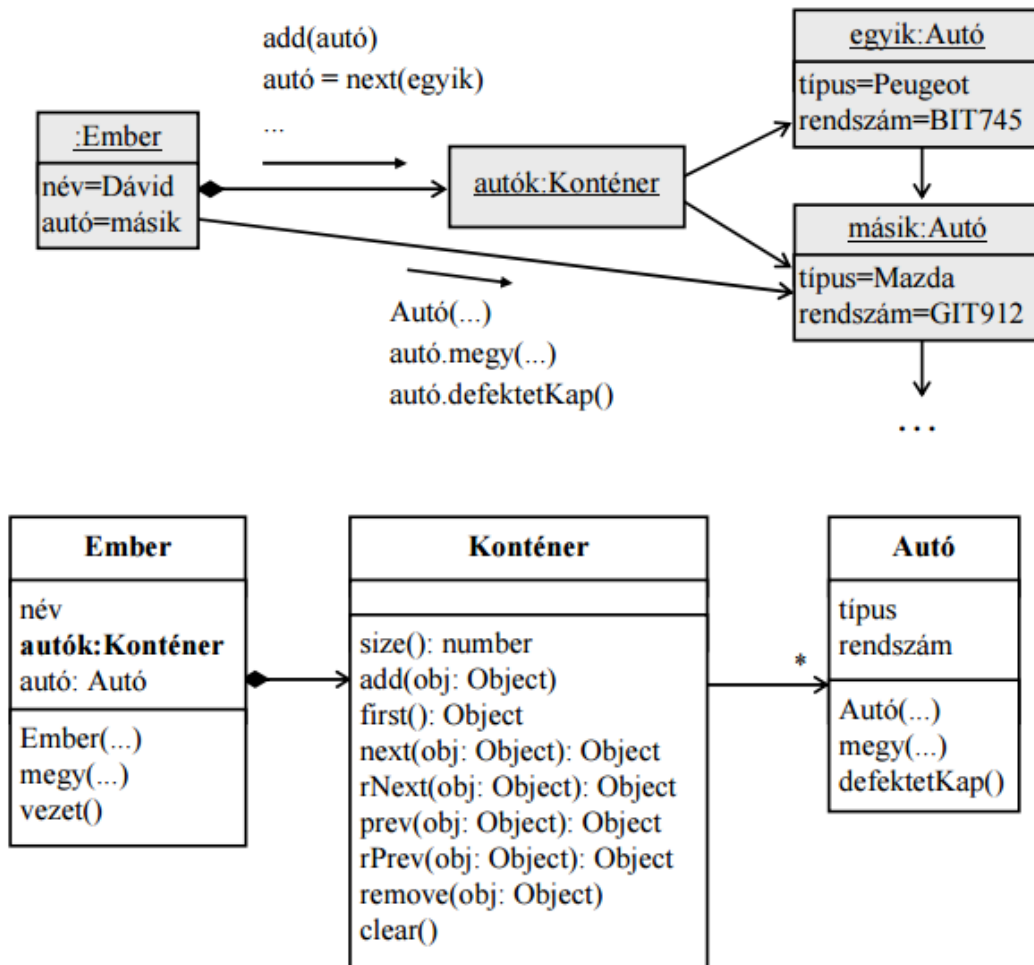 add(autó)
autó = next(egyik)
...
:Ember
név=Dávid
autó=másik
autók:Konténer
egyik:Autó
típus=Peugeot
rendszám=BIT745
másik:Autó
típus=Mazda
rendszám=GIT912
...
Autó(...)
autó.megy(...)
autó.defektetKap()
Ember
név
autók:Konténer
autó: Autó
Ember(...)
megy(...)
vezet()
Konténer
size(): number
add(obj: Object)
first(): Object
next(obj: Object): Object
rNext(obj: Object): Object
prev(obj: Object): Object
rPrev(obj: Object): Object
remove(obj: Object)
clear()
*
Autó
típus
rendszám
Autó(...)
megy(...)
defektetKap()